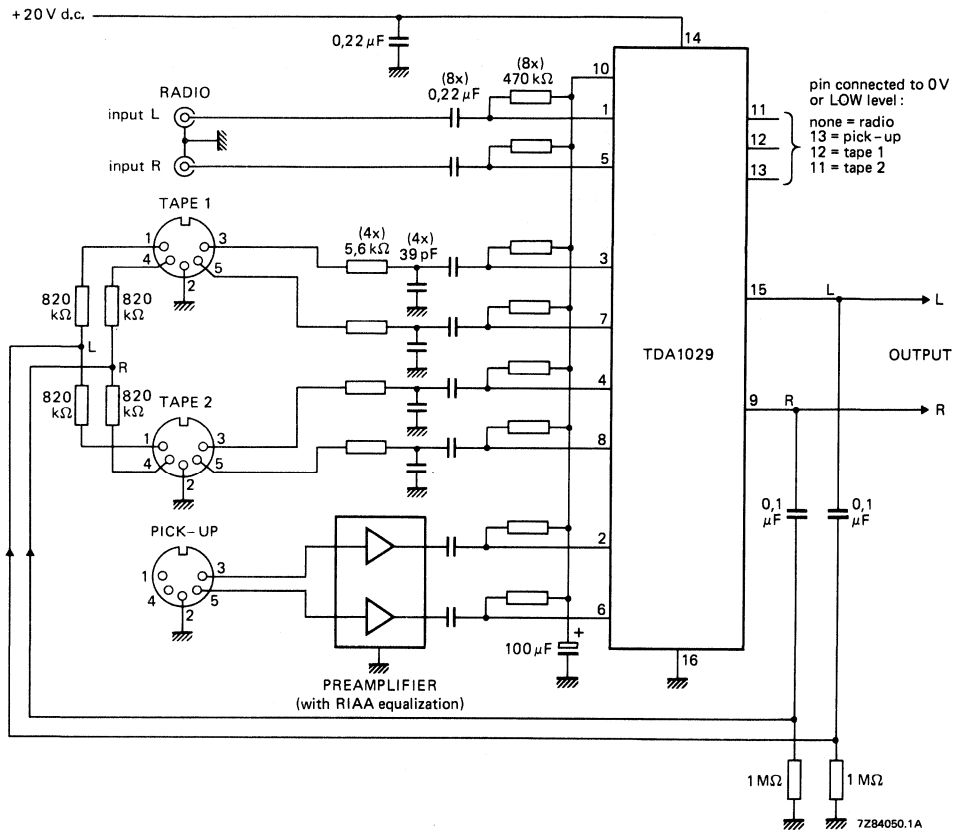 +20 V d.c.
0,22 µF
14
RADIO
input L
input R
(8x)
0,22 µF
(8x)
470 kΩ
10
1
5
11
12
13
pin connected to 0V
or LOW level :
none = radio
13 = pick-up
12 = tape 1
11 = tape 2
TAPE 1
1
3
4
5
2
(4x)
5,6 kΩ
(4x)
39 pF
3
7
820
kΩ
820
kΩ
L
R
820
kΩ
820
kΩ
TAPE 2
1
3
4
5
2
4
8
TDA1029
15
L
L
OUTPUT
9
R
R
0,1
µF
0,1
µF
PICK-UP
1
3
4
5
2
2
6
PREAMPLIFIER
(with RIAA equalization)
100 µF
+
16
1 MΩ
1 MΩ
7Z84050.1A